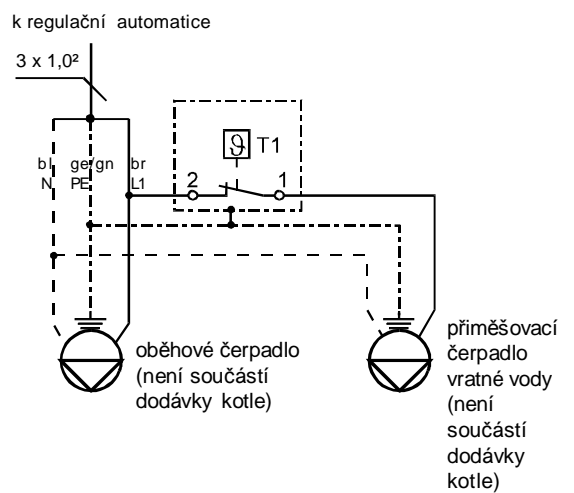 k regulační automatice
3 x 1,0²
bl ge/gn br
N PE L1
ϑ T1
2 1
oběhové čerpadlo
(není součástí
dodávky kotle)
přiměšovací
čerpadlo
vratné vody
(není
součástí
dodávky
kotle)